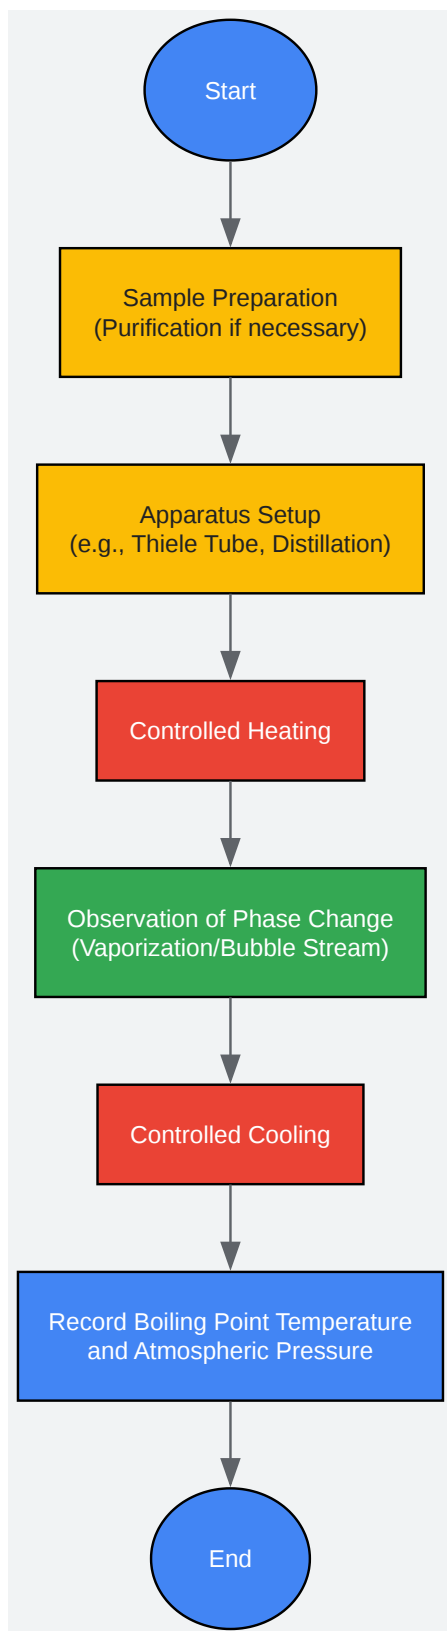 Start
Sample Preparation
(Purification if necessary)
Apparatus Setup
(e.g., Thiele Tube, Distillation)
Controlled Heating
Observation of Phase Change
(Vaporization/Bubble Stream)
Controlled Cooling
Record Boiling Point Temperature
and Atmospheric Pressure
End